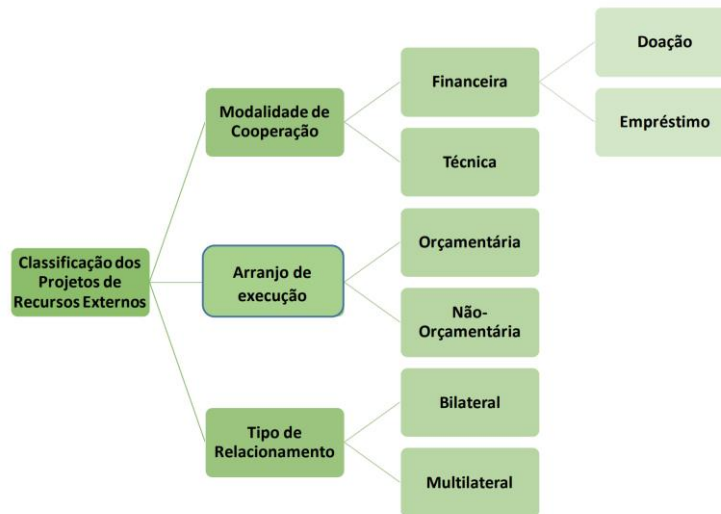 Classificação dos
Projetos de
Recursos Externos
Modalidade de
Cooperação
Financeira
Doação
Empréstimo
Técnica
Arranjo de
execução
Orçamentária
Não-
Orçamentária
Tipo de
Relacionamento
Bilateral
Multilateral